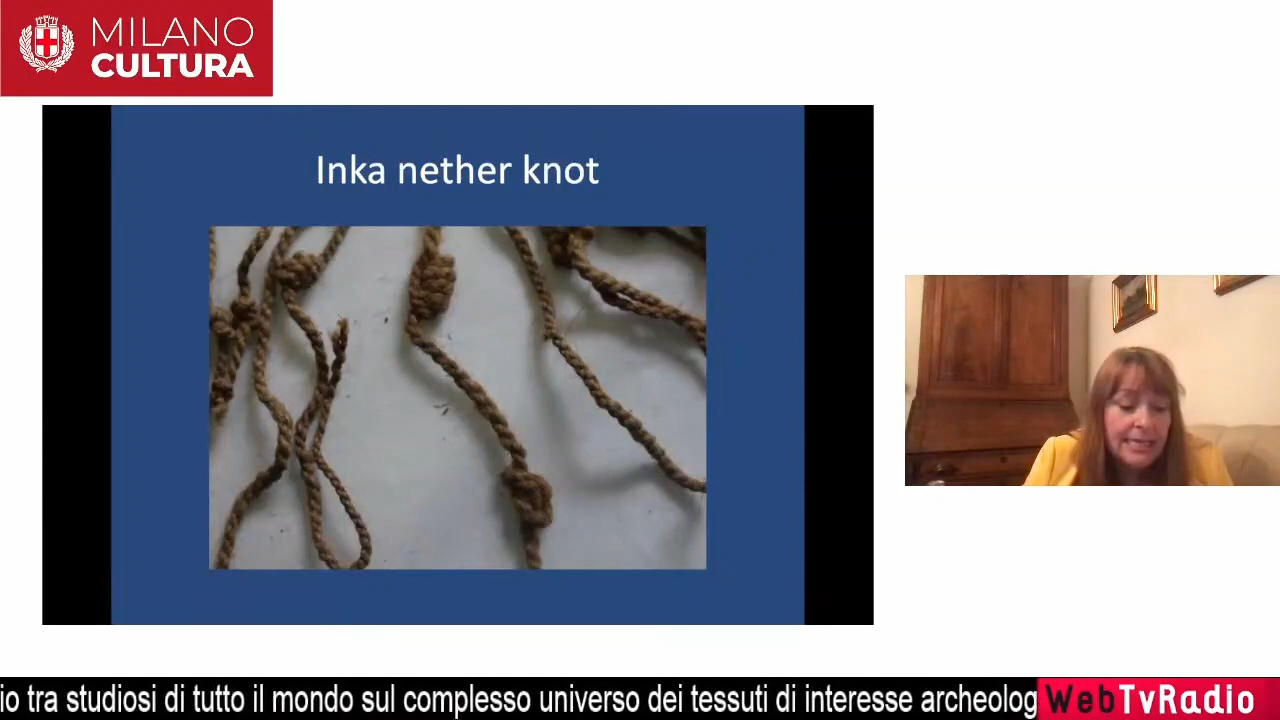 MILANO
CULTURA
Inka nether knot
io tra studiosi di tutto il mondo sul complesso universo dei tessuti di interesse archeolog
WebTvRadio